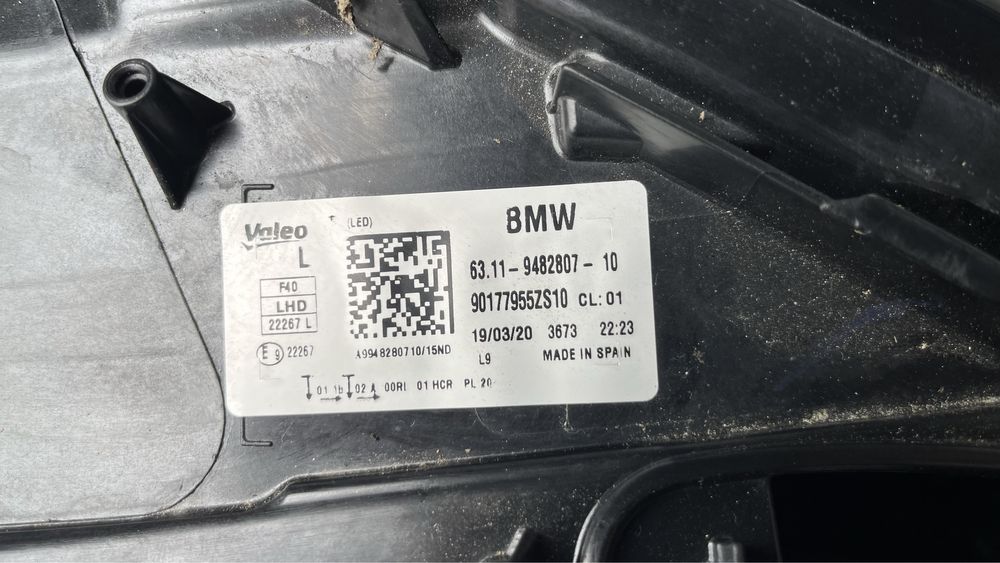 Valeo
(LED)
BMW
L
F40
LHD
22267 L
E9 22267
63.11-9482807-10
90177955ZS10 CL: 01
19/03/20 3673 22:23
L9 MADE IN SPAIN
A9948280710/15ND
01 1b 02 A 00RI 01 HCR PL 20